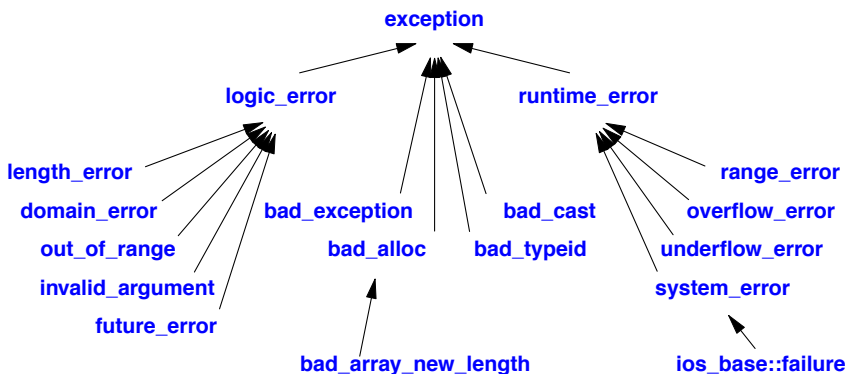 exception
logic_error runtime_error
length_error range_error
domain_error bad_exception bad_cast overflow_error
out_of_range bad_alloc bad_typeid underflow_error
invalid_argument system_error
future_error
bad_array_new_length ios_base::failure